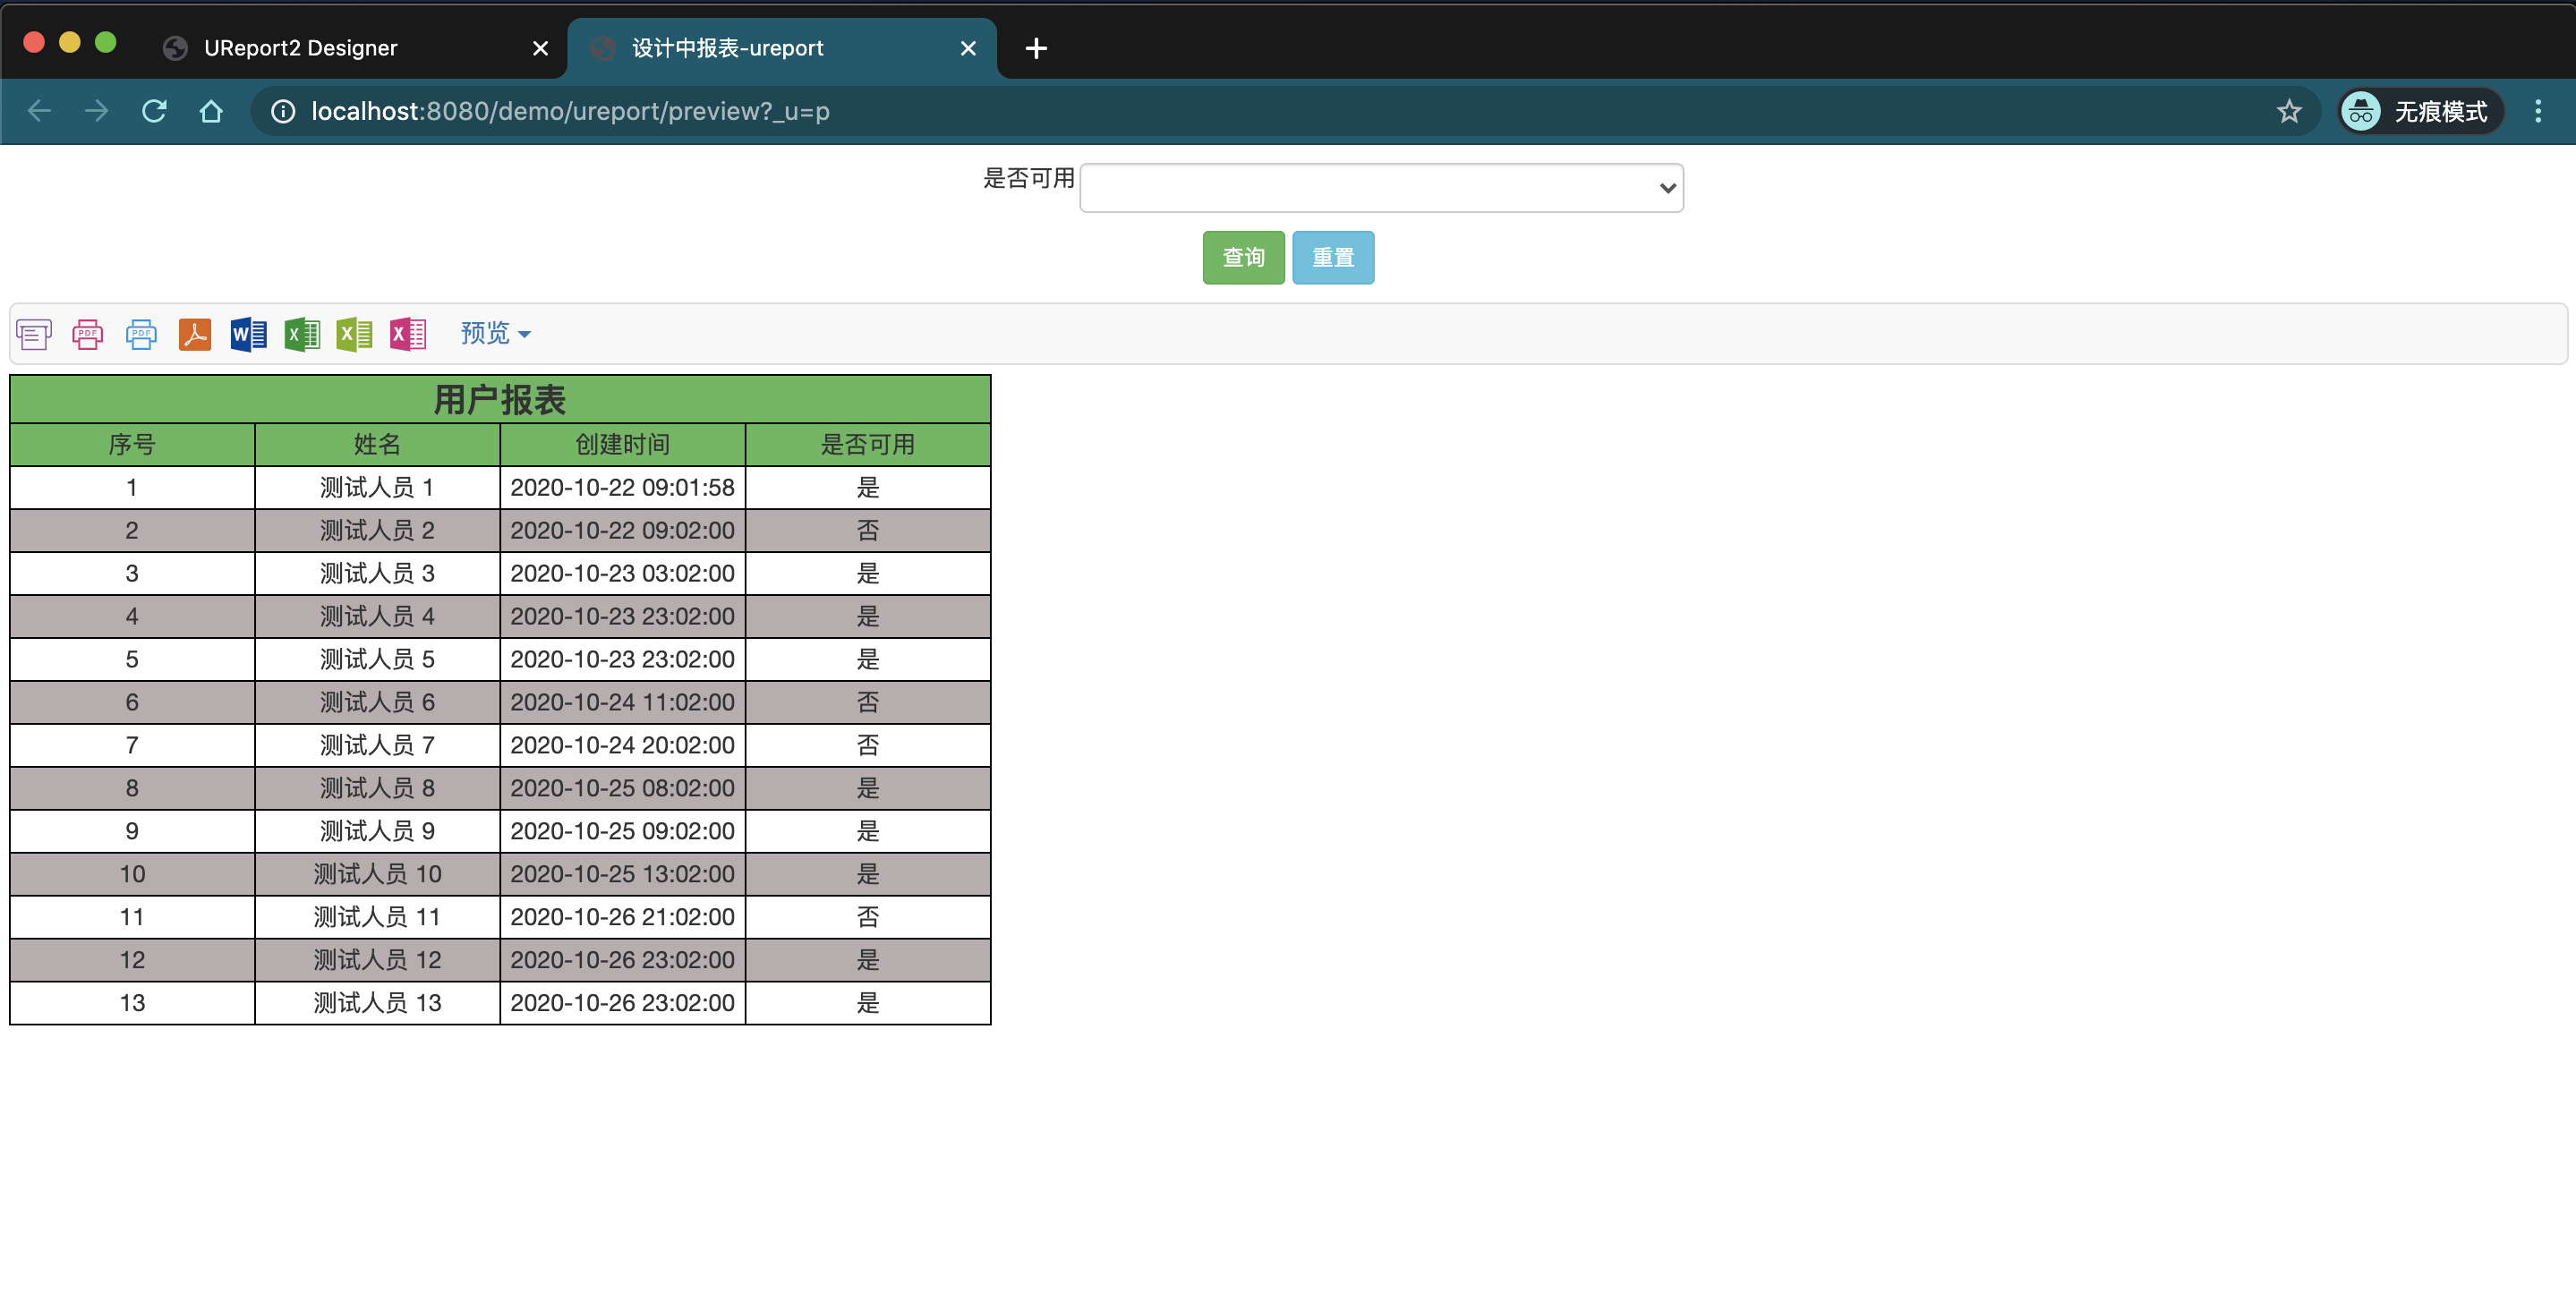 UReport2 Designer
设计中报表-ureport
localhost:8080/demo/ureport/preview?_u=p
无痕模式
是否可用
查询 重置
PDF PDF W X X X 预览
用户报表
序号 姓名 创建时间 是否可用
1 测试人员 1 2020-10-22 09:01:58 是
2 测试人员 2 2020-10-22 09:02:00 否
3 测试人员 3 2020-10-23 03:02:00 是
4 测试人员 4 2020-10-23 23:02:00 是
5 测试人员 5 2020-10-23 23:02:00 是
6 测试人员 6 2020-10-24 11:02:00 否
7 测试人员 7 2020-10-24 20:02:00 否
8 测试人员 8 2020-10-25 08:02:00 是
9 测试人员 9 2020-10-25 09:02:00 是
10 测试人员 10 2020-10-25 13:02:00 是
11 测试人员 11 2020-10-26 21:02:00 否
12 测试人员 12 2020-10-26 23:02:00 是
13 测试人员 13 2020-10-26 23:02:00 是